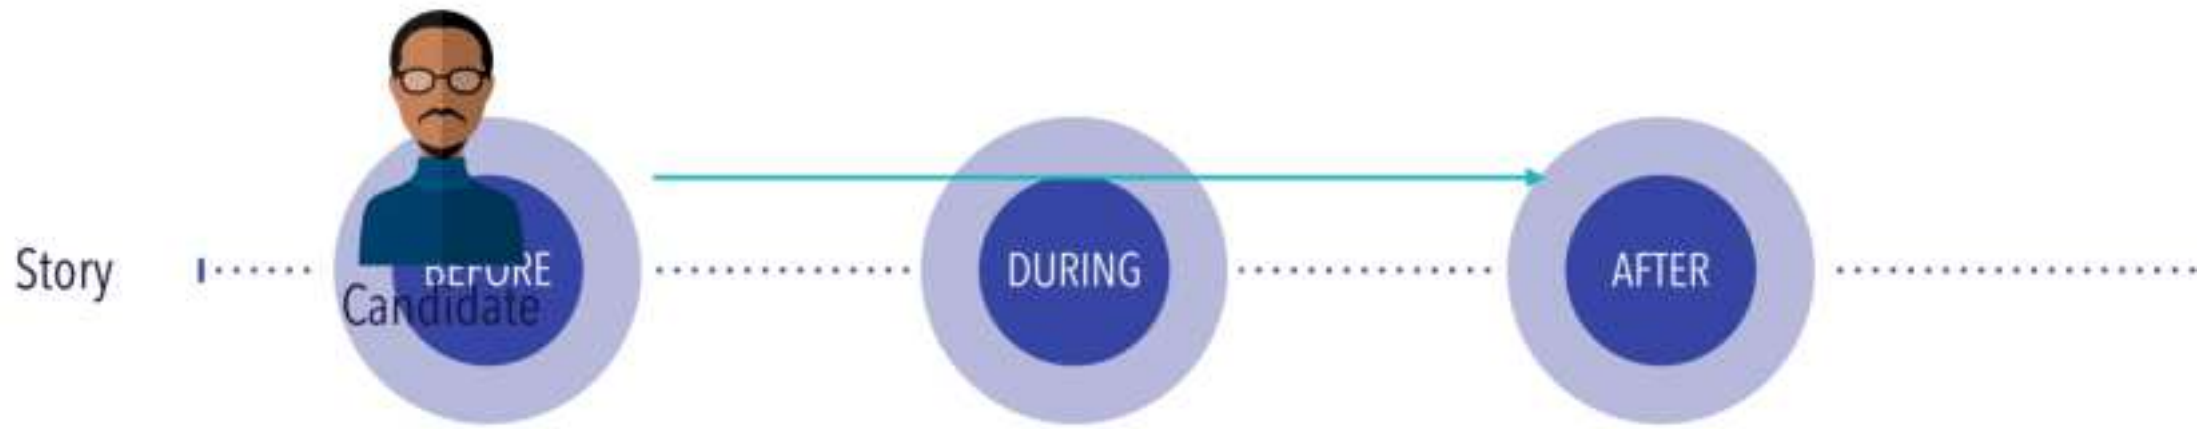 Story
BEFORE
Candidate
DURING
AFTER